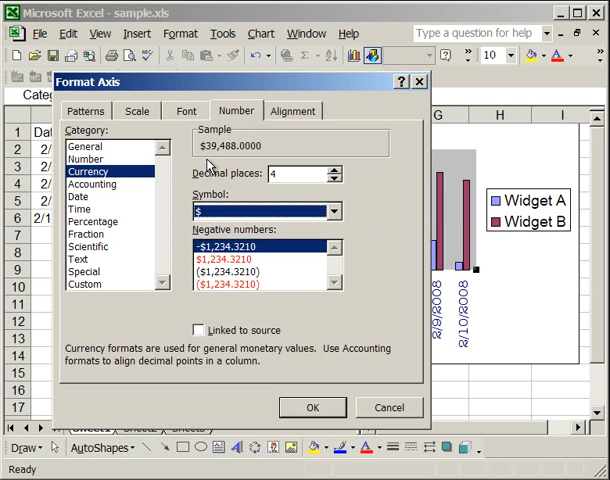 Microsoft Excel - sample.xls
File Edit View Insert Format Tools Chart Window Help Type a question for help
10
Format Axis
Patterns Scale Font Number Alignment
Category:
General
Number
Currency
Accounting
Date
Time
Percentage
Fraction
Scientific
Text
Special
Custom
Sample
$39,488.0000
Decimal places: 4
Symbol:
$
Negative numbers:
-$1,234.3210
$1,234.3210
($1,234.3210)
($1,234.3210)
Linked to source
Currency formats are used for general monetary values. Use Accounting
formats to align decimal points in a column.
OK Cancel
G H I
1
2
3
4
5
6
7
8
9
10
11
12
13
14
15
16
17
Widget A
Widget B
2/9/2008
2/10/2008
Draw AutoShapes
Ready